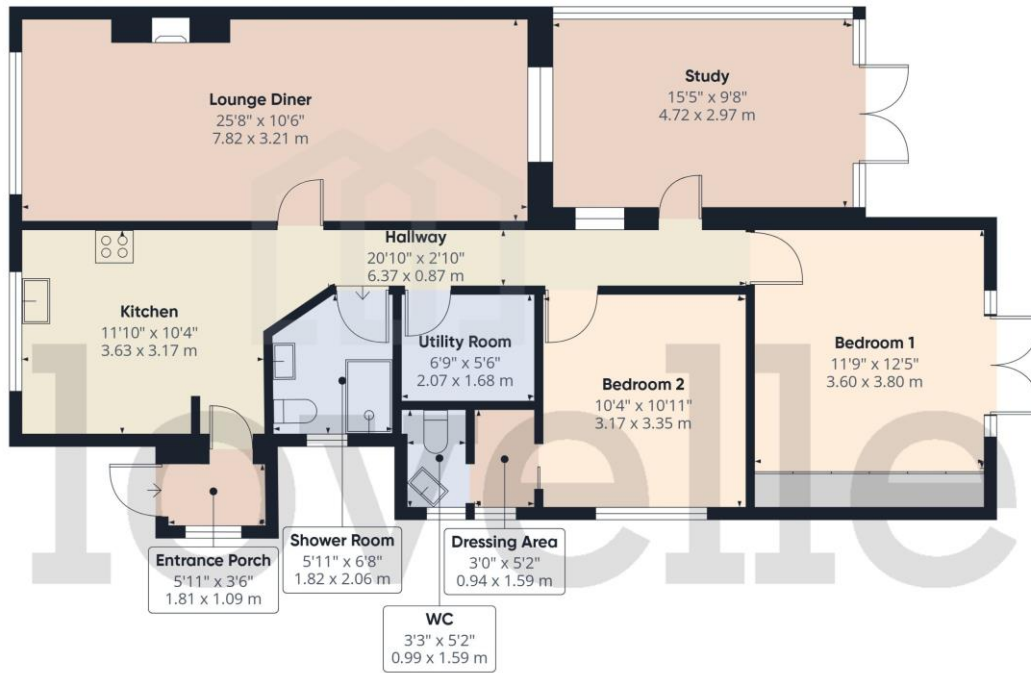 Lounge Diner
25'8" x 10'6"
7.82 x 3.21 m
Study
15'5" x 9'8"
4.72 x 2.97 m
Hallway
20'10" x 2'10"
6.37 x 0.87 m
Kitchen
11'10" x 10'4"
3.63 x 3.17 m
Utility Room
6'9" x 5'6"
2.07 x 1.68 m
Bedroom 1
11'9" x 12'5"
3.60 x 3.80 m
Bedroom 2
10'4" x 10'11"
3.17 x 3.35 m
Entrance Porch
5'11" x 3'6"
1.81 x 1.09 m
Shower Room
5'11" x 6'8"
1.82 x 2.06 m
Dressing Area
3'0" x 5'2"
0.94 x 1.59 m
WC
3'3" x 5'2"
0.99 x 1.59 m
lovelle